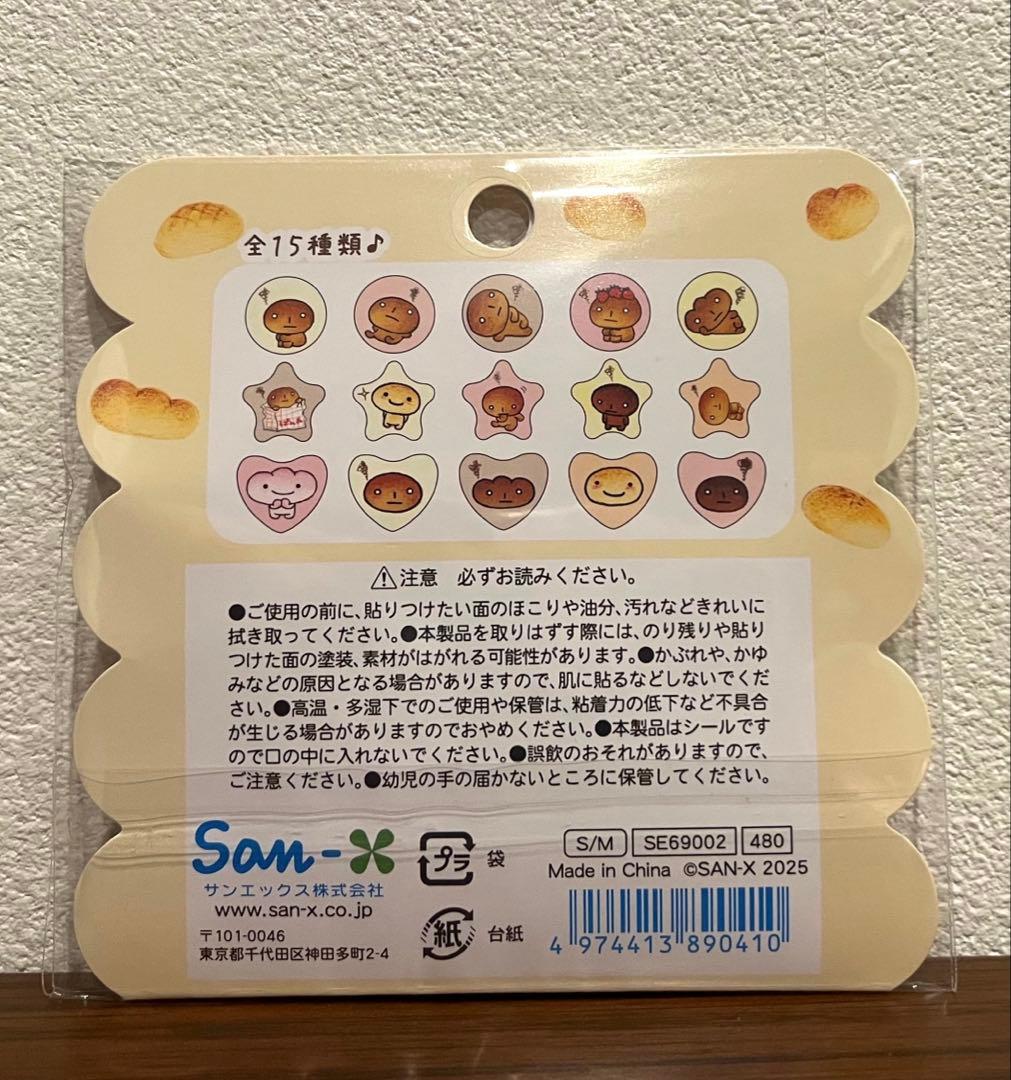 全15種類♪
ぱん
⚠注意 必ずお読みください。
●ご使用の前に、貼りつけたい面のほこりや油分、汚れなどきれいに
拭き取ってください。●本製品を取りはずす際には、のり残りや貼り
つけた面の塗装、素材がはがれる可能性があります。●かぶれや、かゆ
みなどの原因となる場合がありますので、肌に貼るなどしないでくだ
さい。●高温・多湿下でのご使用や保管は、粘着力の低下など不具合
が生じる場合がありますのでおやめください。●本製品はシールです
ので口の中に入れないでください。●誤飲のおそれがありますので、
ご注意ください。●幼児の手の届かないところに保管してください。
San-X
サンエックス株式会社
www.san-x.co.jp
〒101-0046
東京都千代田区神田多町2-4
プラ 袋
紙 台紙
S/M SE69002 480
Made in China ©SAN-X 2025
4 974413 890410